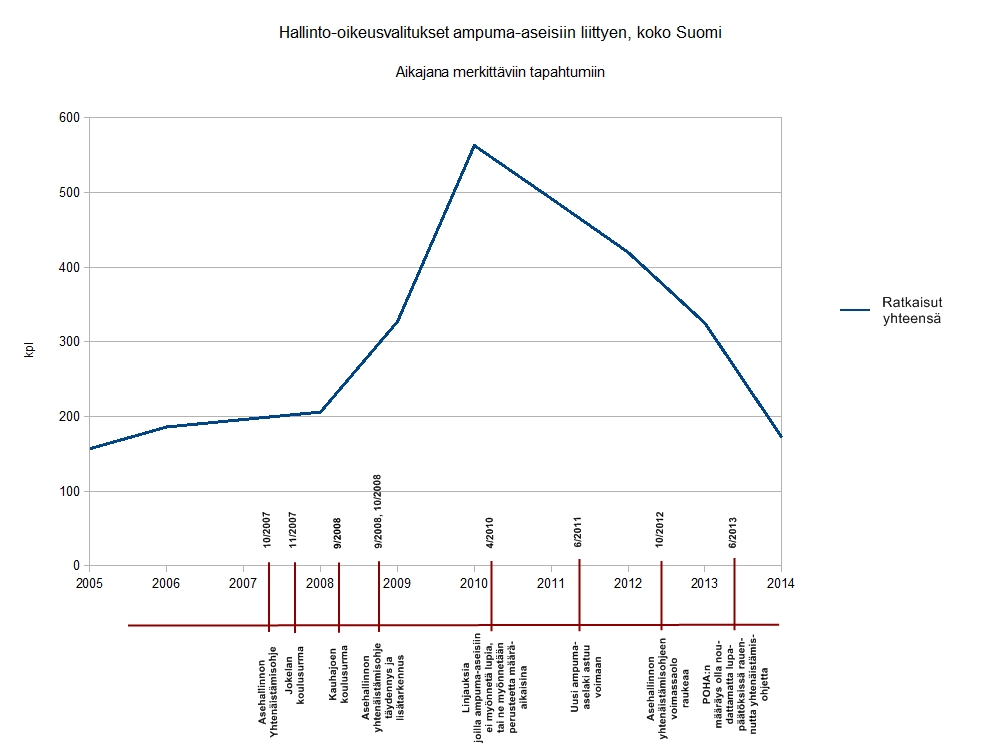 Hallinto-oikeusvalitukset ampuma-aseisiin liittyen, koko Suomi
Aikajana merkittäviin tapahtumiin
600
500
400
300
200
100
0
kpl
2005 2006 2007 2008 2009 2010 2011 2012 2013 2014
Ratkaisut
yhteensä
10/2007
11/2007
9/2008
9/2008, 10/2008
4/2010
6/2011
10/2012
6/2013
Asehallinnon
Yhtenäistämisohje
Jokelan
koulusurma
Kauhajoen
koulusurma
Asehallinnon
yhtenäistämisohje
täydennys ja
lisätarkennus
Linjauksia
joilla ampuma-aseisiin
ei myönnetä lupia,
tai ne myönnetään
perusteetta määrä-
aikaisina
Uusi ampuma-
aselaki astuu
voimaan
Asehallinnon
yhtenäistämisohjeen
voimassaolo
raukeaa
POHA:n
määräys olla nou-
dattamatta lupa-
päätöksissä rauen-
nutta yhtenäistämis-
ohjetta